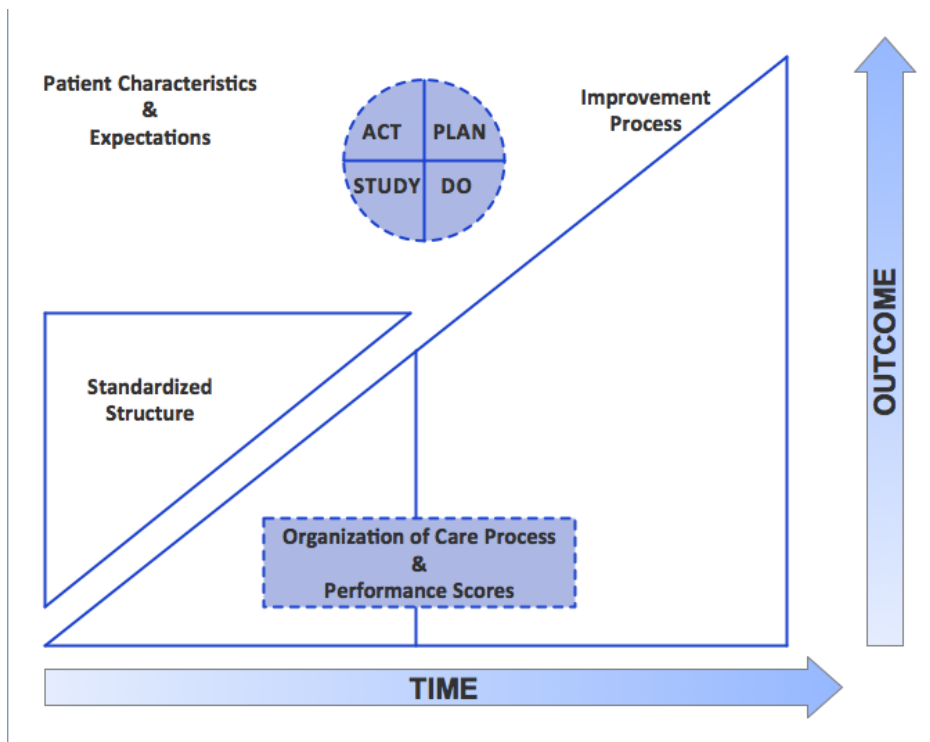 Patient Characteristics
&
Expectations
ACT
PLAN
STUDY
DO
Improvement
Process
Standardized
Structure
Organization of Care Process
&
Performance Scores
OUTCOME
TIME